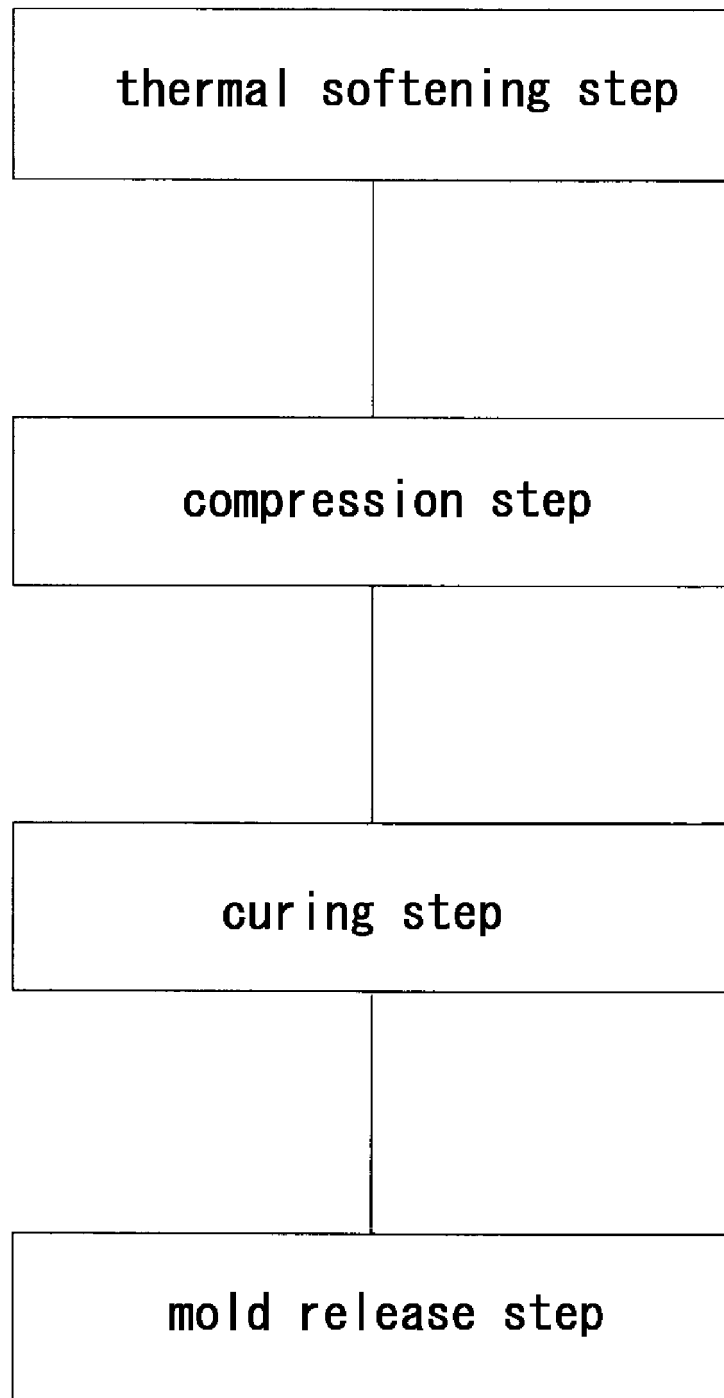 thermal softening step
compression step
curing step
mold release step